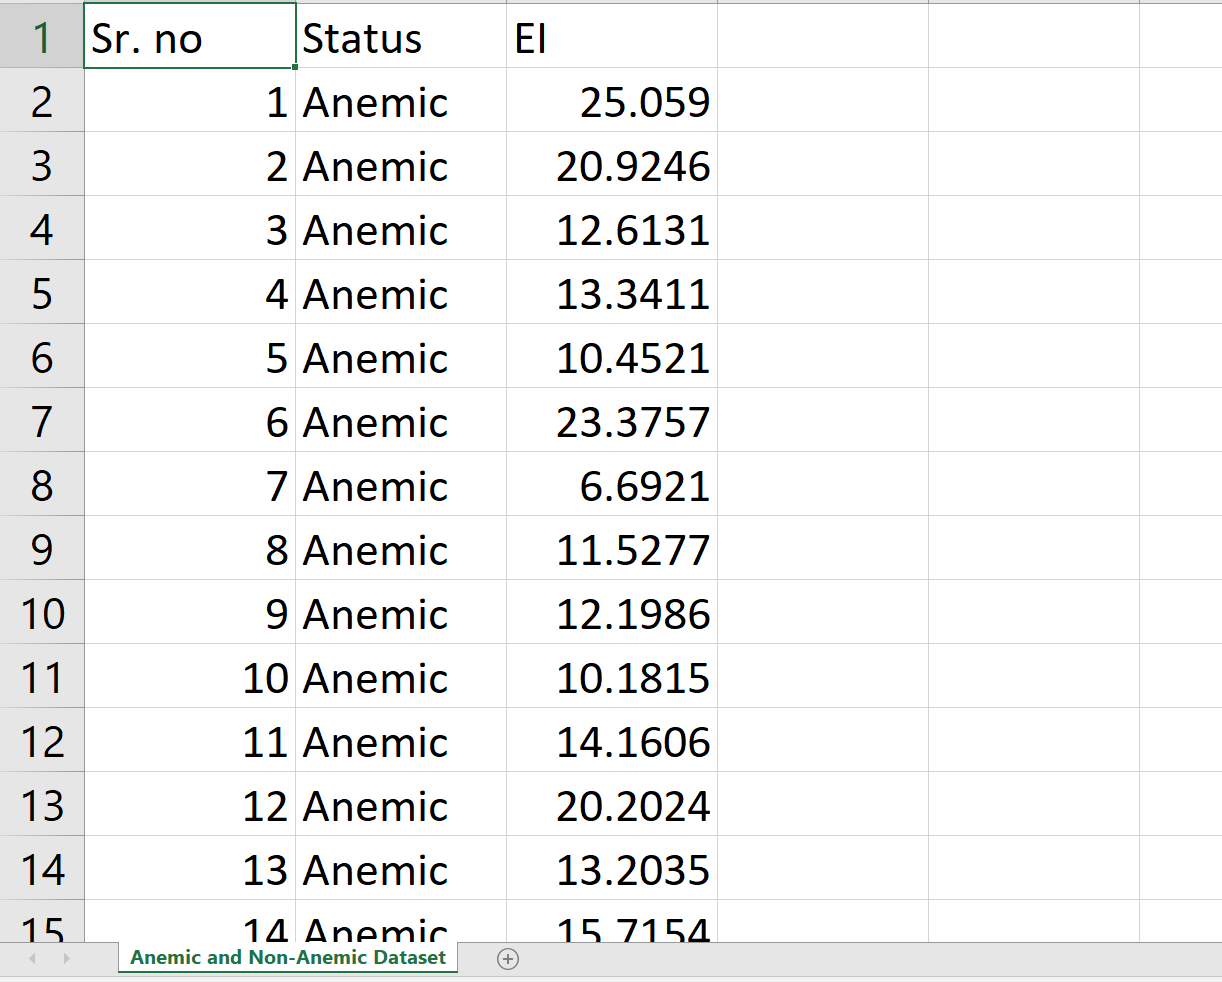 1 Sr. no Status EI
2 1 Anemic 25.059
3 2 Anemic 20.9246
4 3 Anemic 12.6131
5 4 Anemic 13.3411
6 5 Anemic 10.4521
7 6 Anemic 23.3757
8 7 Anemic 6.6921
9 8 Anemic 11.5277
10 9 Anemic 12.1986
11 10 Anemic 10.1815
12 11 Anemic 14.1606
13 12 Anemic 20.2024
14 13 Anemic 13.2035
15 14 Anemic 15.7154
Anemic and Non-Anemic Dataset